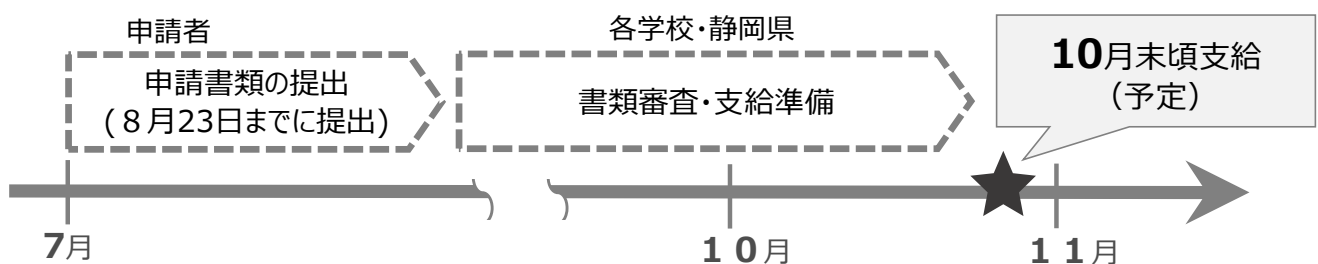 申請者
申請書類の提出
(８月23日までに提出)
各学校・静岡県
書類審査・支給準備
10月末頃支給
（予定）
7月
１０月
１１月